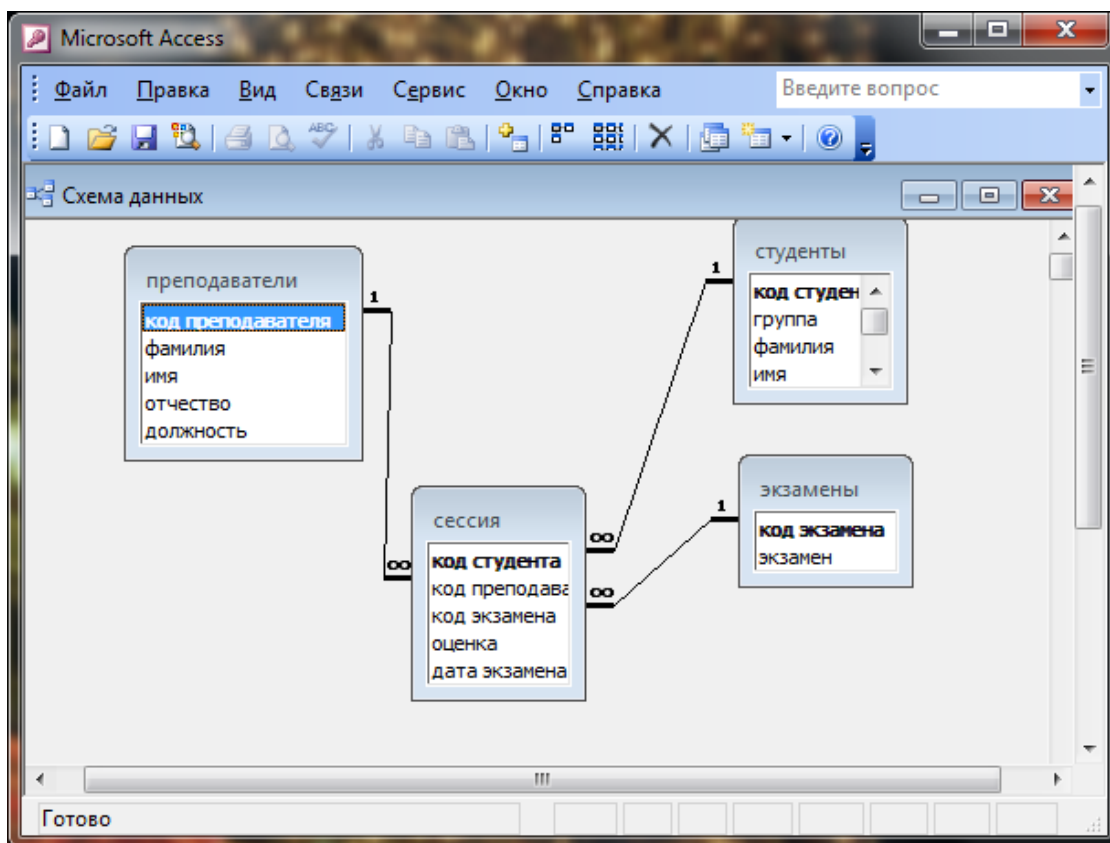 Microsoft Access
Файл Правка Вид Связи Сервис Окно Справка Введите вопрос
ABC
Схема данных
преподаватели
код преподавателя
фамилия
имя
отчество
должность
1
∞
студенты
код студен
группа
фамилия
имя
1
∞
сессия
код студента
код преподава
код экзамена
оценка
дата экзамена
экзамены
код экзамена
экзамен
1
∞
Готово